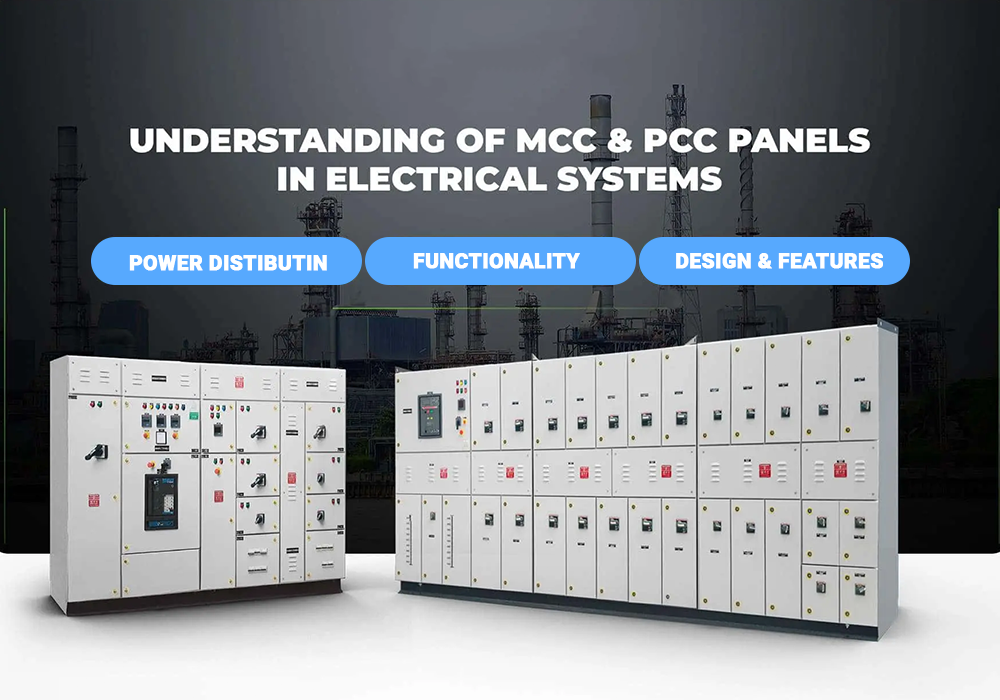 UNDERSTANDING OF MCC & PCC PANELS
IN ELECTRICAL SYSTEMS
POWER DISTIBUTIN
FUNCTIONALITY
DESIGN & FEATURES